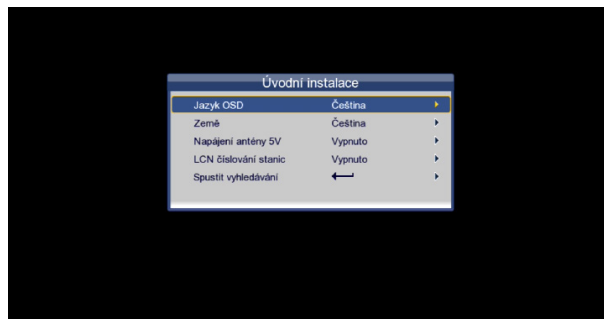 Úvodní instalace
Jazyk OSD Čeština
Země Čeština
Napájení antény 5V Vypnuto
LCN číslování stanic Vypnuto
Spustit vyhledávání